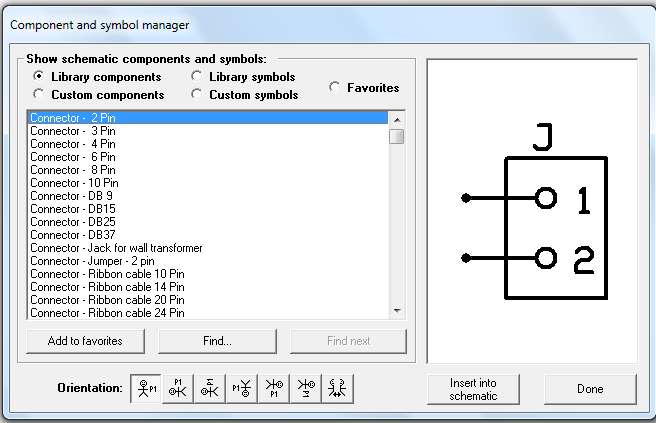 Component and symbol manager
Show schematic components and symbols:
Library components
Library symbols
Custom components
Custom symbols
Favorites
Connector - 2 Pin
Connector - 3 Pin
Connector - 4 Pin
Connector - 6 Pin
Connector - 8 Pin
Connector - 10 Pin
Connector - DB 9
Connector - DB15
Connector - DB25
Connector - DB37
Connector - Jack for wall transformer
Connector - Jumper - 2 pin
Connector - Ribbon cable 10 Pin
Connector - Ribbon cable 14 Pin
Connector - Ribbon cable 20 Pin
Connector - Ribbon cable 24 Pin
Add to favorites
Find...
Find next
J
1
2
Orientation:
P1
P1
P1
P1
Insert into
schematic
Done